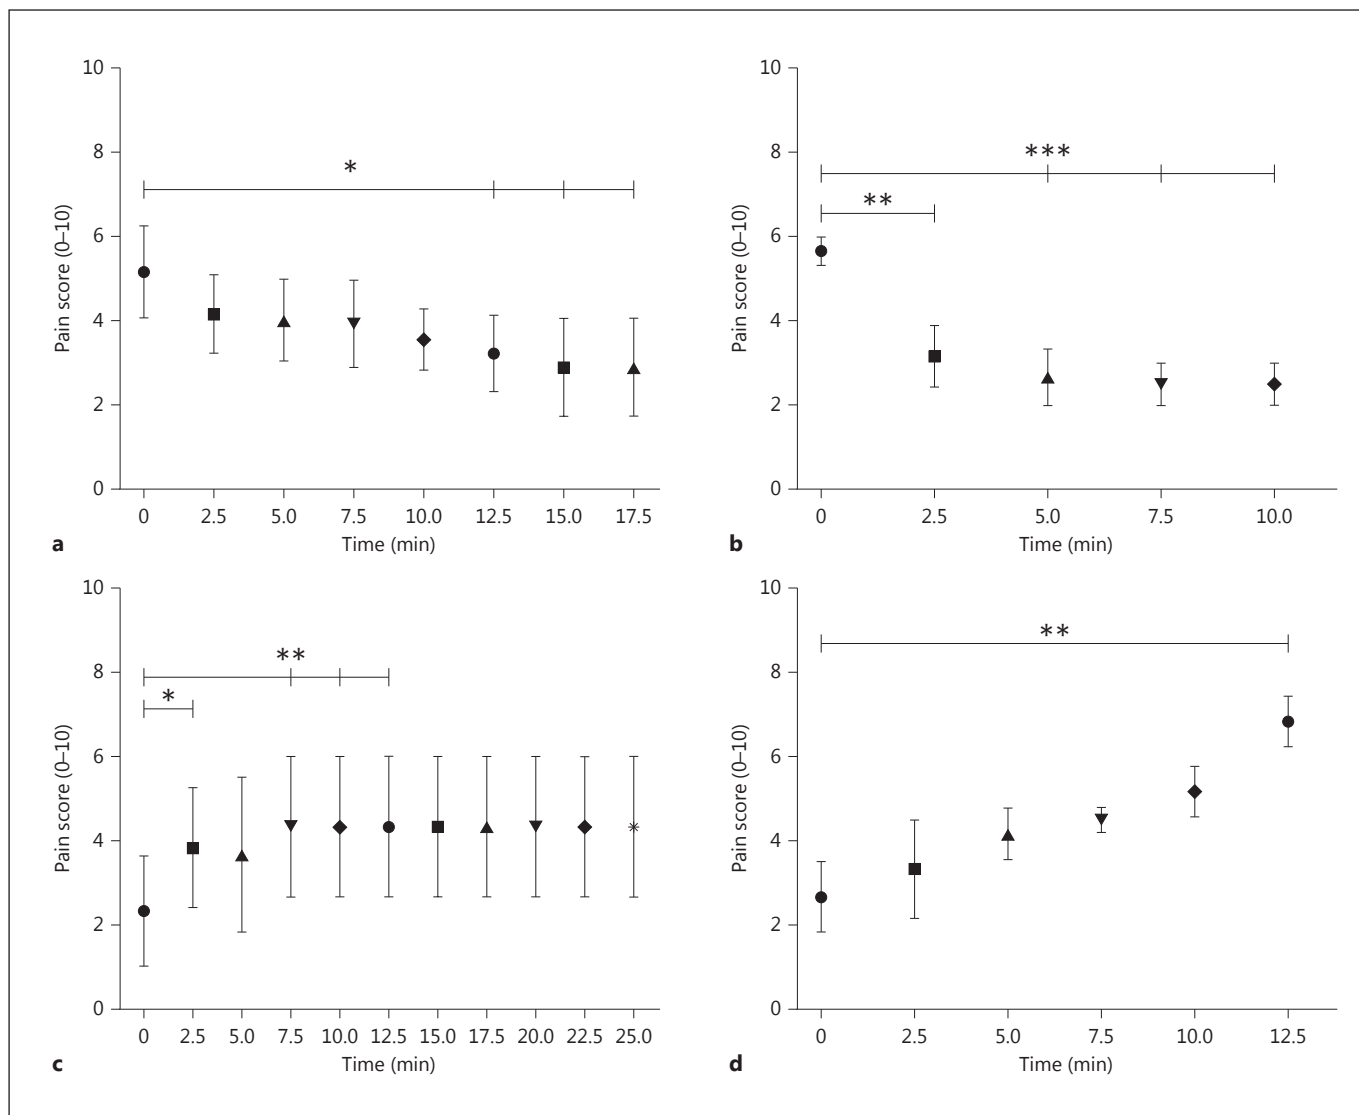 10
8
6
4
2
0
Pain score (0–10)
*
0 2.5 5.0 7.5 10.0 12.5 15.0 17.5
Time (min)
a
10
8
6
4
2
0
Pain score (0–10)
***
**
0 2.5 5.0 7.5 10.0
Time (min)
b
10
8
6
4
2
0
Pain score (0–10)
**
*
0 2.5 5.0 7.5 10.0 12.5 15.0 17.5 20.0 22.5 25.0
Time (min)
c
10
8
6
4
2
0
Pain score (0–10)
**
0 2.5 5.0 7.5 10.0 12.5
Time (min)
d